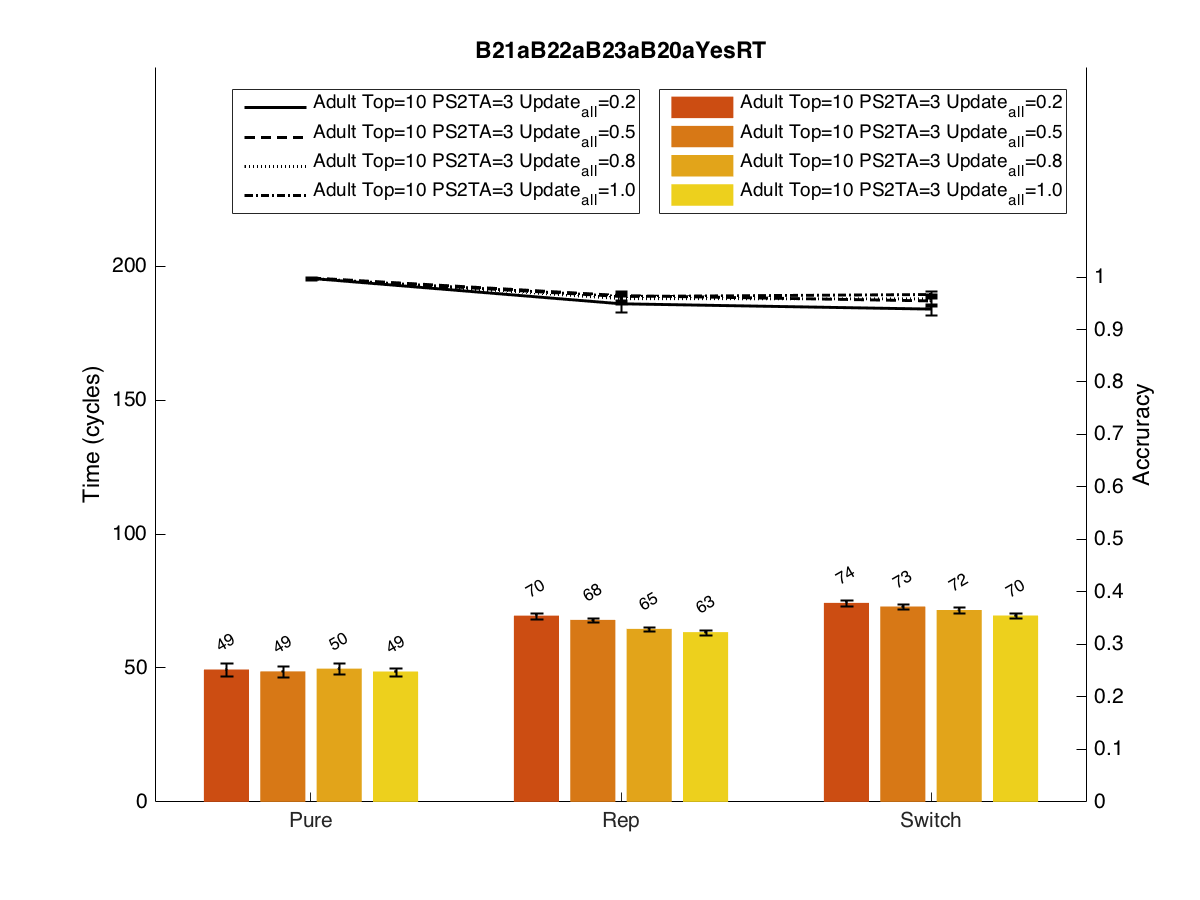 B21aB22aB23aB20aYesRT
Adult Top=10 PS2TA=3 Update_all=0.2
Adult Top=10 PS2TA=3 Update_all=0.5
Adult Top=10 PS2TA=3 Update_all=0.8
Adult Top=10 PS2TA=3 Update_all=1.0
Adult Top=10 PS2TA=3 Update_all=0.2
Adult Top=10 PS2TA=3 Update_all=0.5
Adult Top=10 PS2TA=3 Update_all=0.8
Adult Top=10 PS2TA=3 Update_all=1.0
Time (cycles)
200
150
100
50
0
49
49
50
49
70
68
65
63
74
73
72
70
Pure
Rep
Switch
1
0.9
0.8
0.7
0.6
0.5
0.4
0.3
0.2
0.1
0
Accruracy